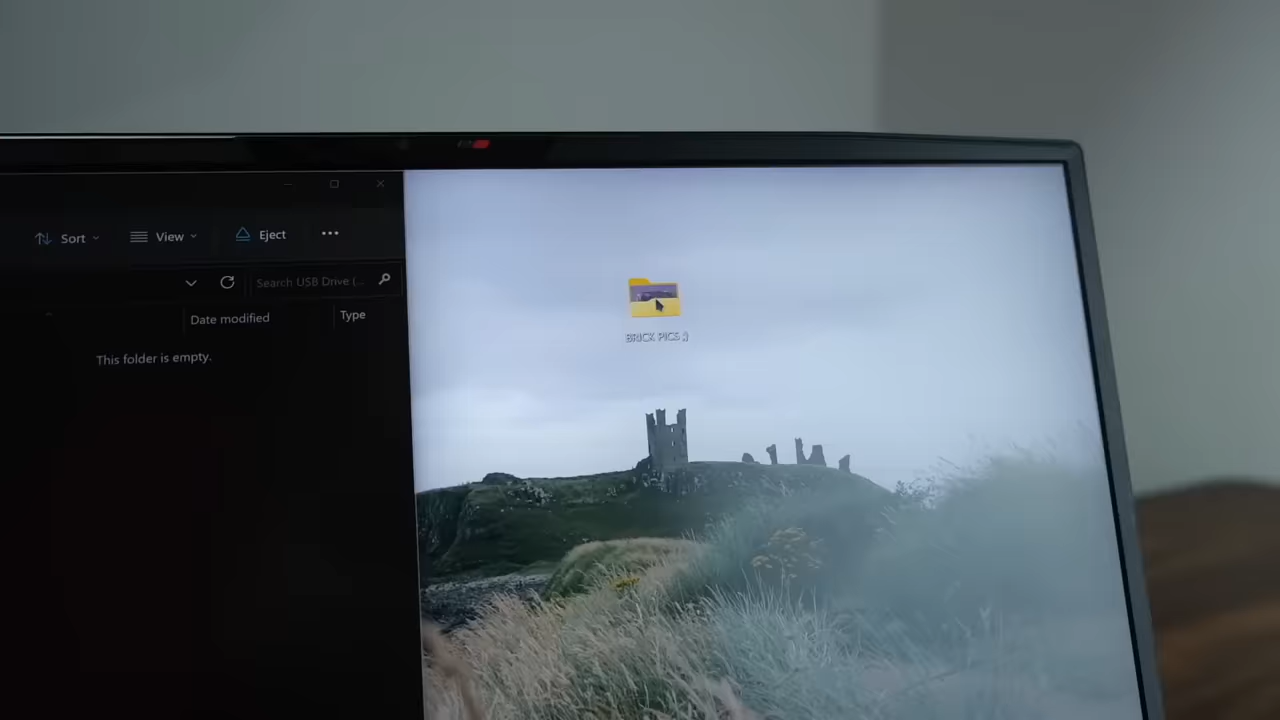 Sort
View
Eject
Search USB Drive (...
Date modified
Type
This folder is empty.
BRICK PICS ;)